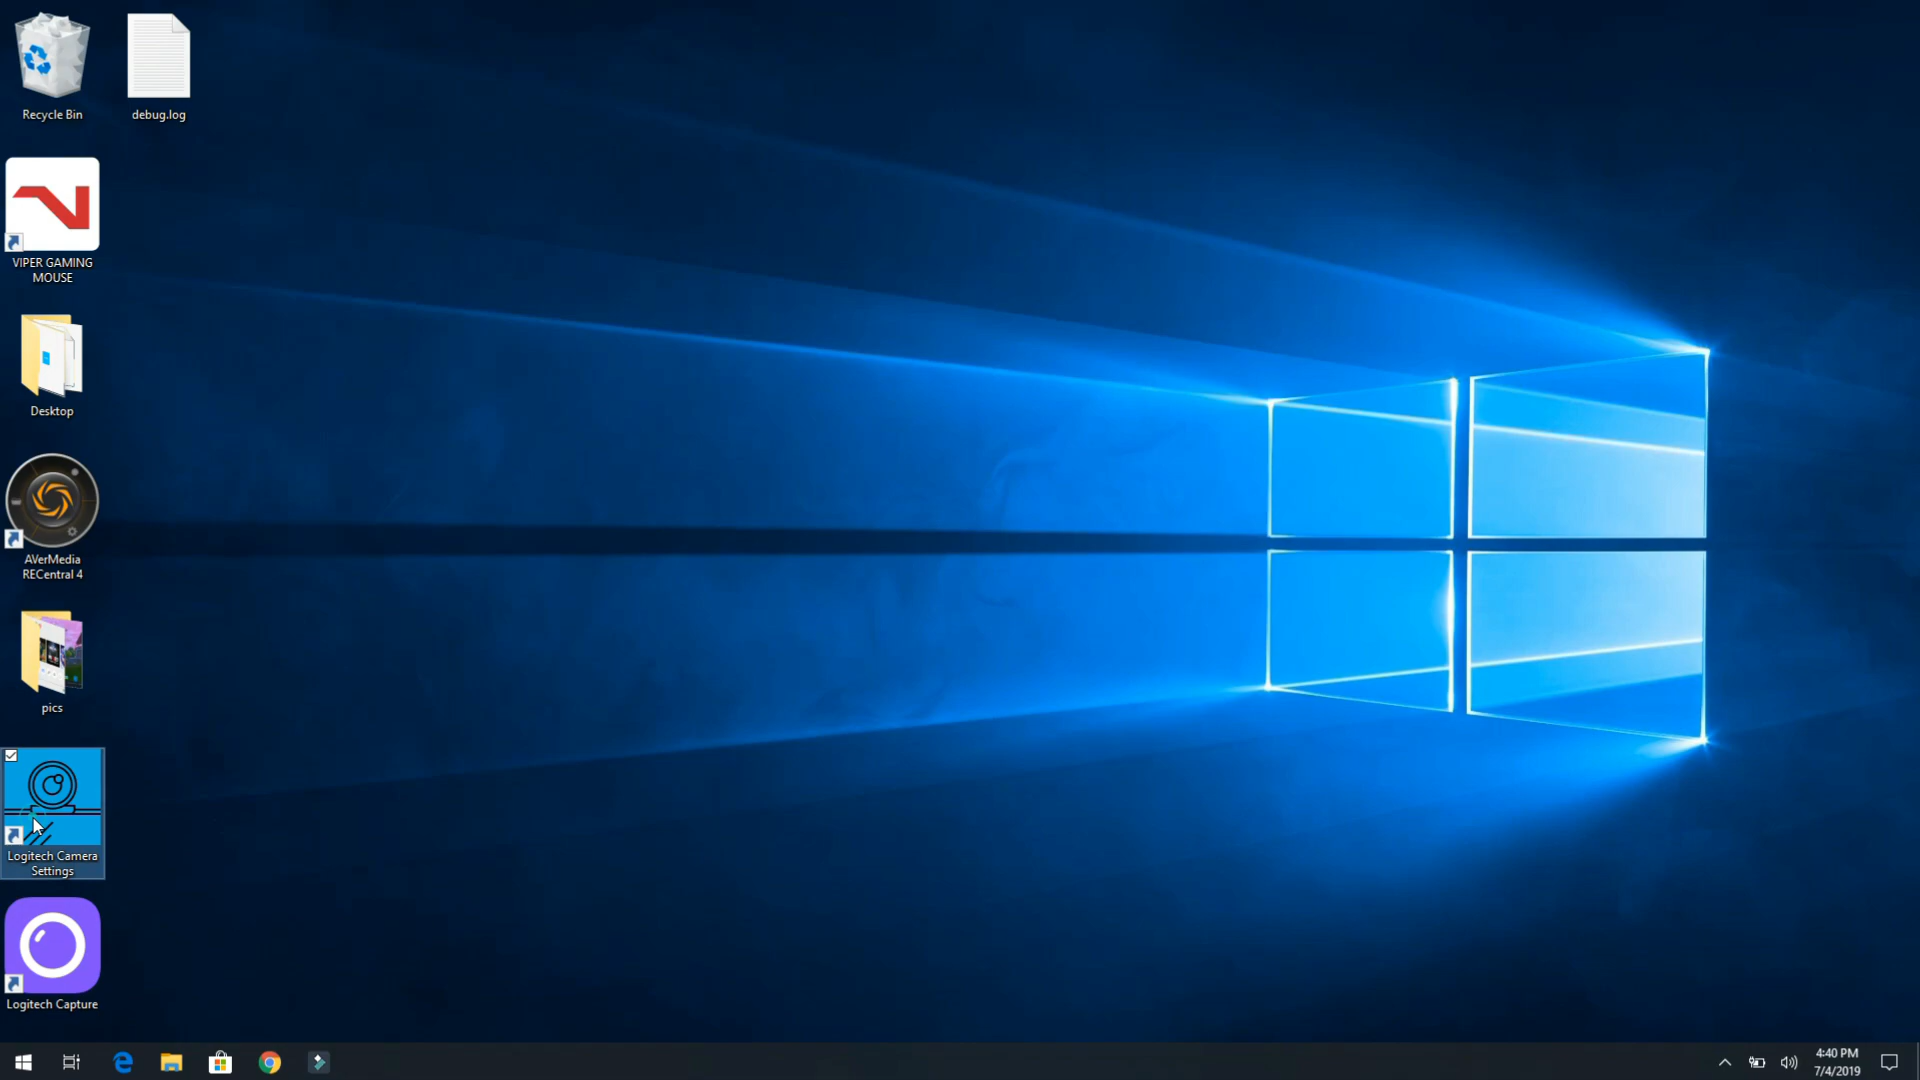 Recycle Bin
debug.log
VIPER GAMING
MOUSE
Desktop
AVerMedia
RECentral 4
pics
Logitech Camera
Settings
Logitech Capture
4:40 PM
7/4/2019